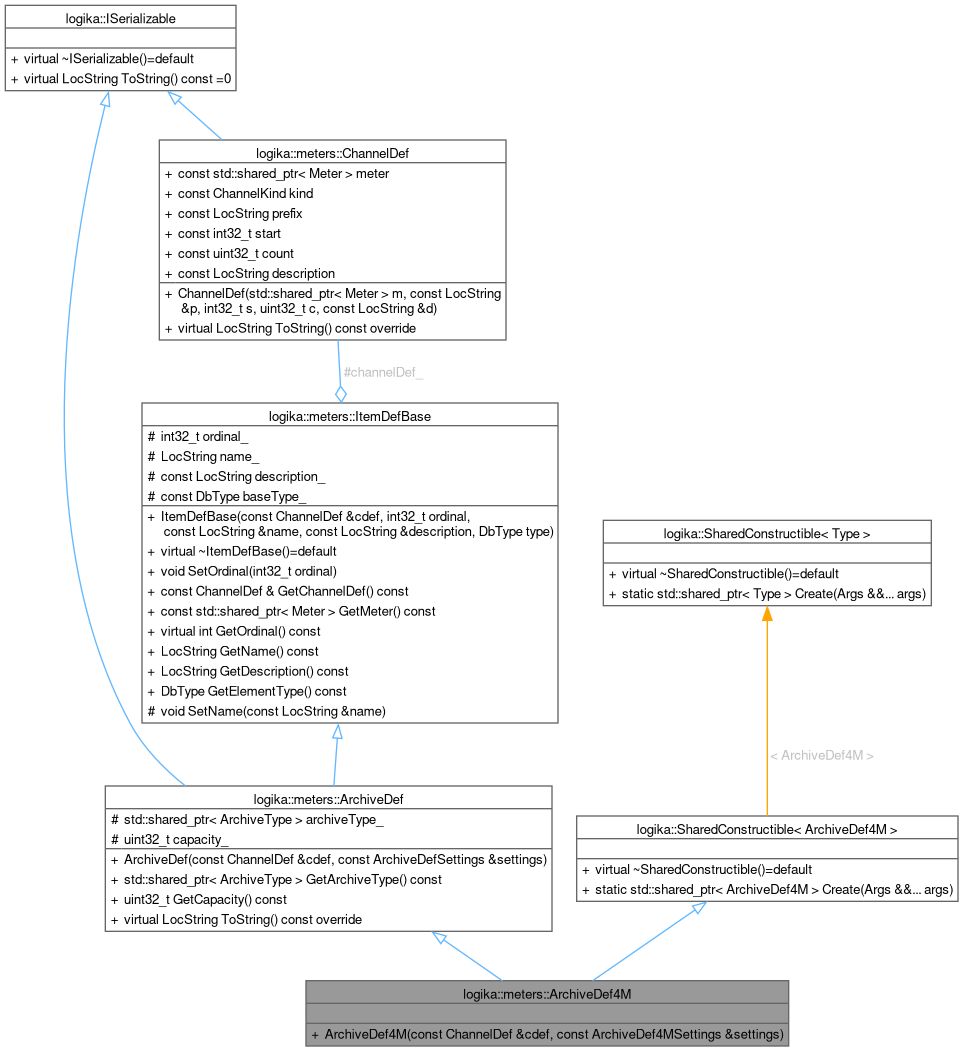 logika::ISerializable
+ virtual ~ISerializable()=default
+ virtual LocString ToString() const =0
logika::meters::ChannelDef
+ const std::shared_ptr< Meter > meter
+ const ChannelKind kind
+ const LocString prefix
+ const int32_t start
+ const uint32_t count
+ const LocString description
+ ChannelDef(std::shared_ptr< Meter > m, const LocString
&p, int32_t s, uint32_t c, const LocString &d)
+ virtual LocString ToString() const override
#channelDef_
logika::meters::ItemDefBase
# int32_t ordinal_
# LocString name_
# const LocString description_
# const DbType baseType_
+ ItemDefBase(const ChannelDef &cdef, int32_t ordinal,
const LocString &name, const LocString &description, DbType type)
+ virtual ~ItemDefBase()=default
+ void SetOrdinal(int32_t ordinal)
+ const ChannelDef & GetChannelDef() const
+ const std::shared_ptr< Meter > GetMeter() const
+ virtual int GetOrdinal() const
+ LocString GetName() const
+ LocString GetDescription() const
+ DbType GetElementType() const
# void SetName(const LocString &name)
logika::SharedConstructible< Type >
+ virtual ~SharedConstructible()=default
+ static std::shared_ptr< Type > Create(Args &&... args)
< ArchiveDef4M >
logika::meters::ArchiveDef
# std::shared_ptr< ArchiveType > archiveType_
# uint32_t capacity_
+ ArchiveDef(const ChannelDef &cdef, const ArchiveDefSettings &settings)
+ std::shared_ptr< ArchiveType > GetArchiveType() const
+ uint32_t GetCapacity() const
+ virtual LocString ToString() const override
logika::SharedConstructible< ArchiveDef4M >
+ virtual ~SharedConstructible()=default
+ static std::shared_ptr< ArchiveDef4M > Create(Args &&... args)
logika::meters::ArchiveDef4M
+ ArchiveDef4M(const ChannelDef &cdef, const ArchiveDef4MSettings &settings)